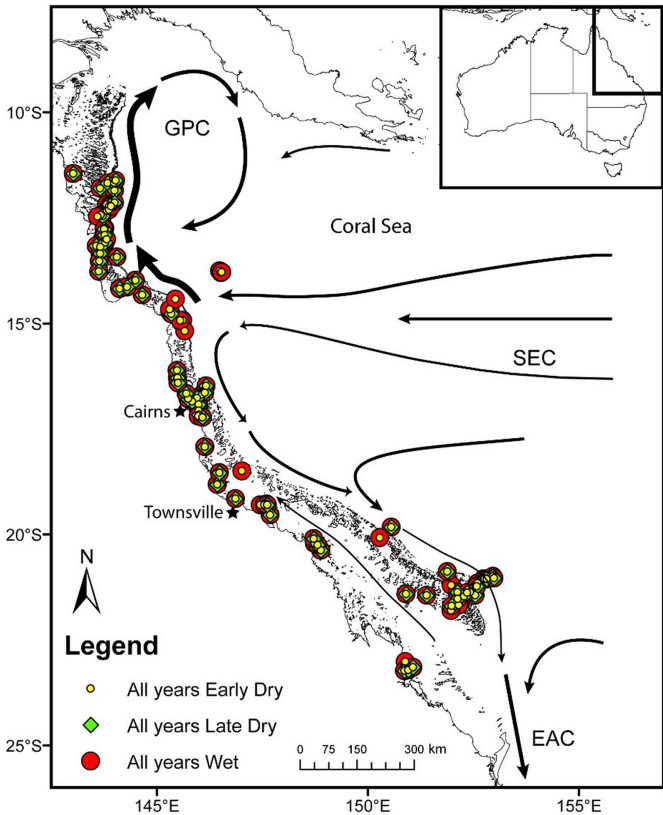 10°S
GPC
Coral Sea
15°S
SEC
Cairns
Townsville
20°S
N
Legend
All years Early Dry
All years Late Dry
All years Wet
0 75 150 300 km
EAC
25°S
145°E 150°E 155°E